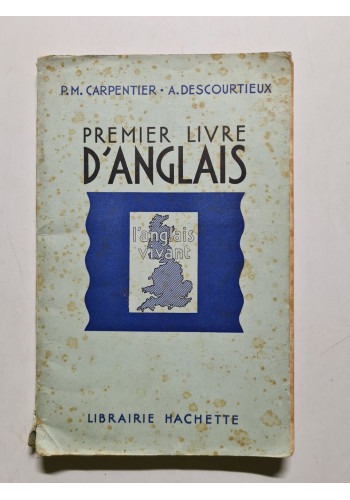 P.M. CARPENTIER • A. DESCOURTIEUX
PREMIER LIVRE
D'ANGLAIS
l'anglais
vivant
LIBRAIRIE HACHETTE